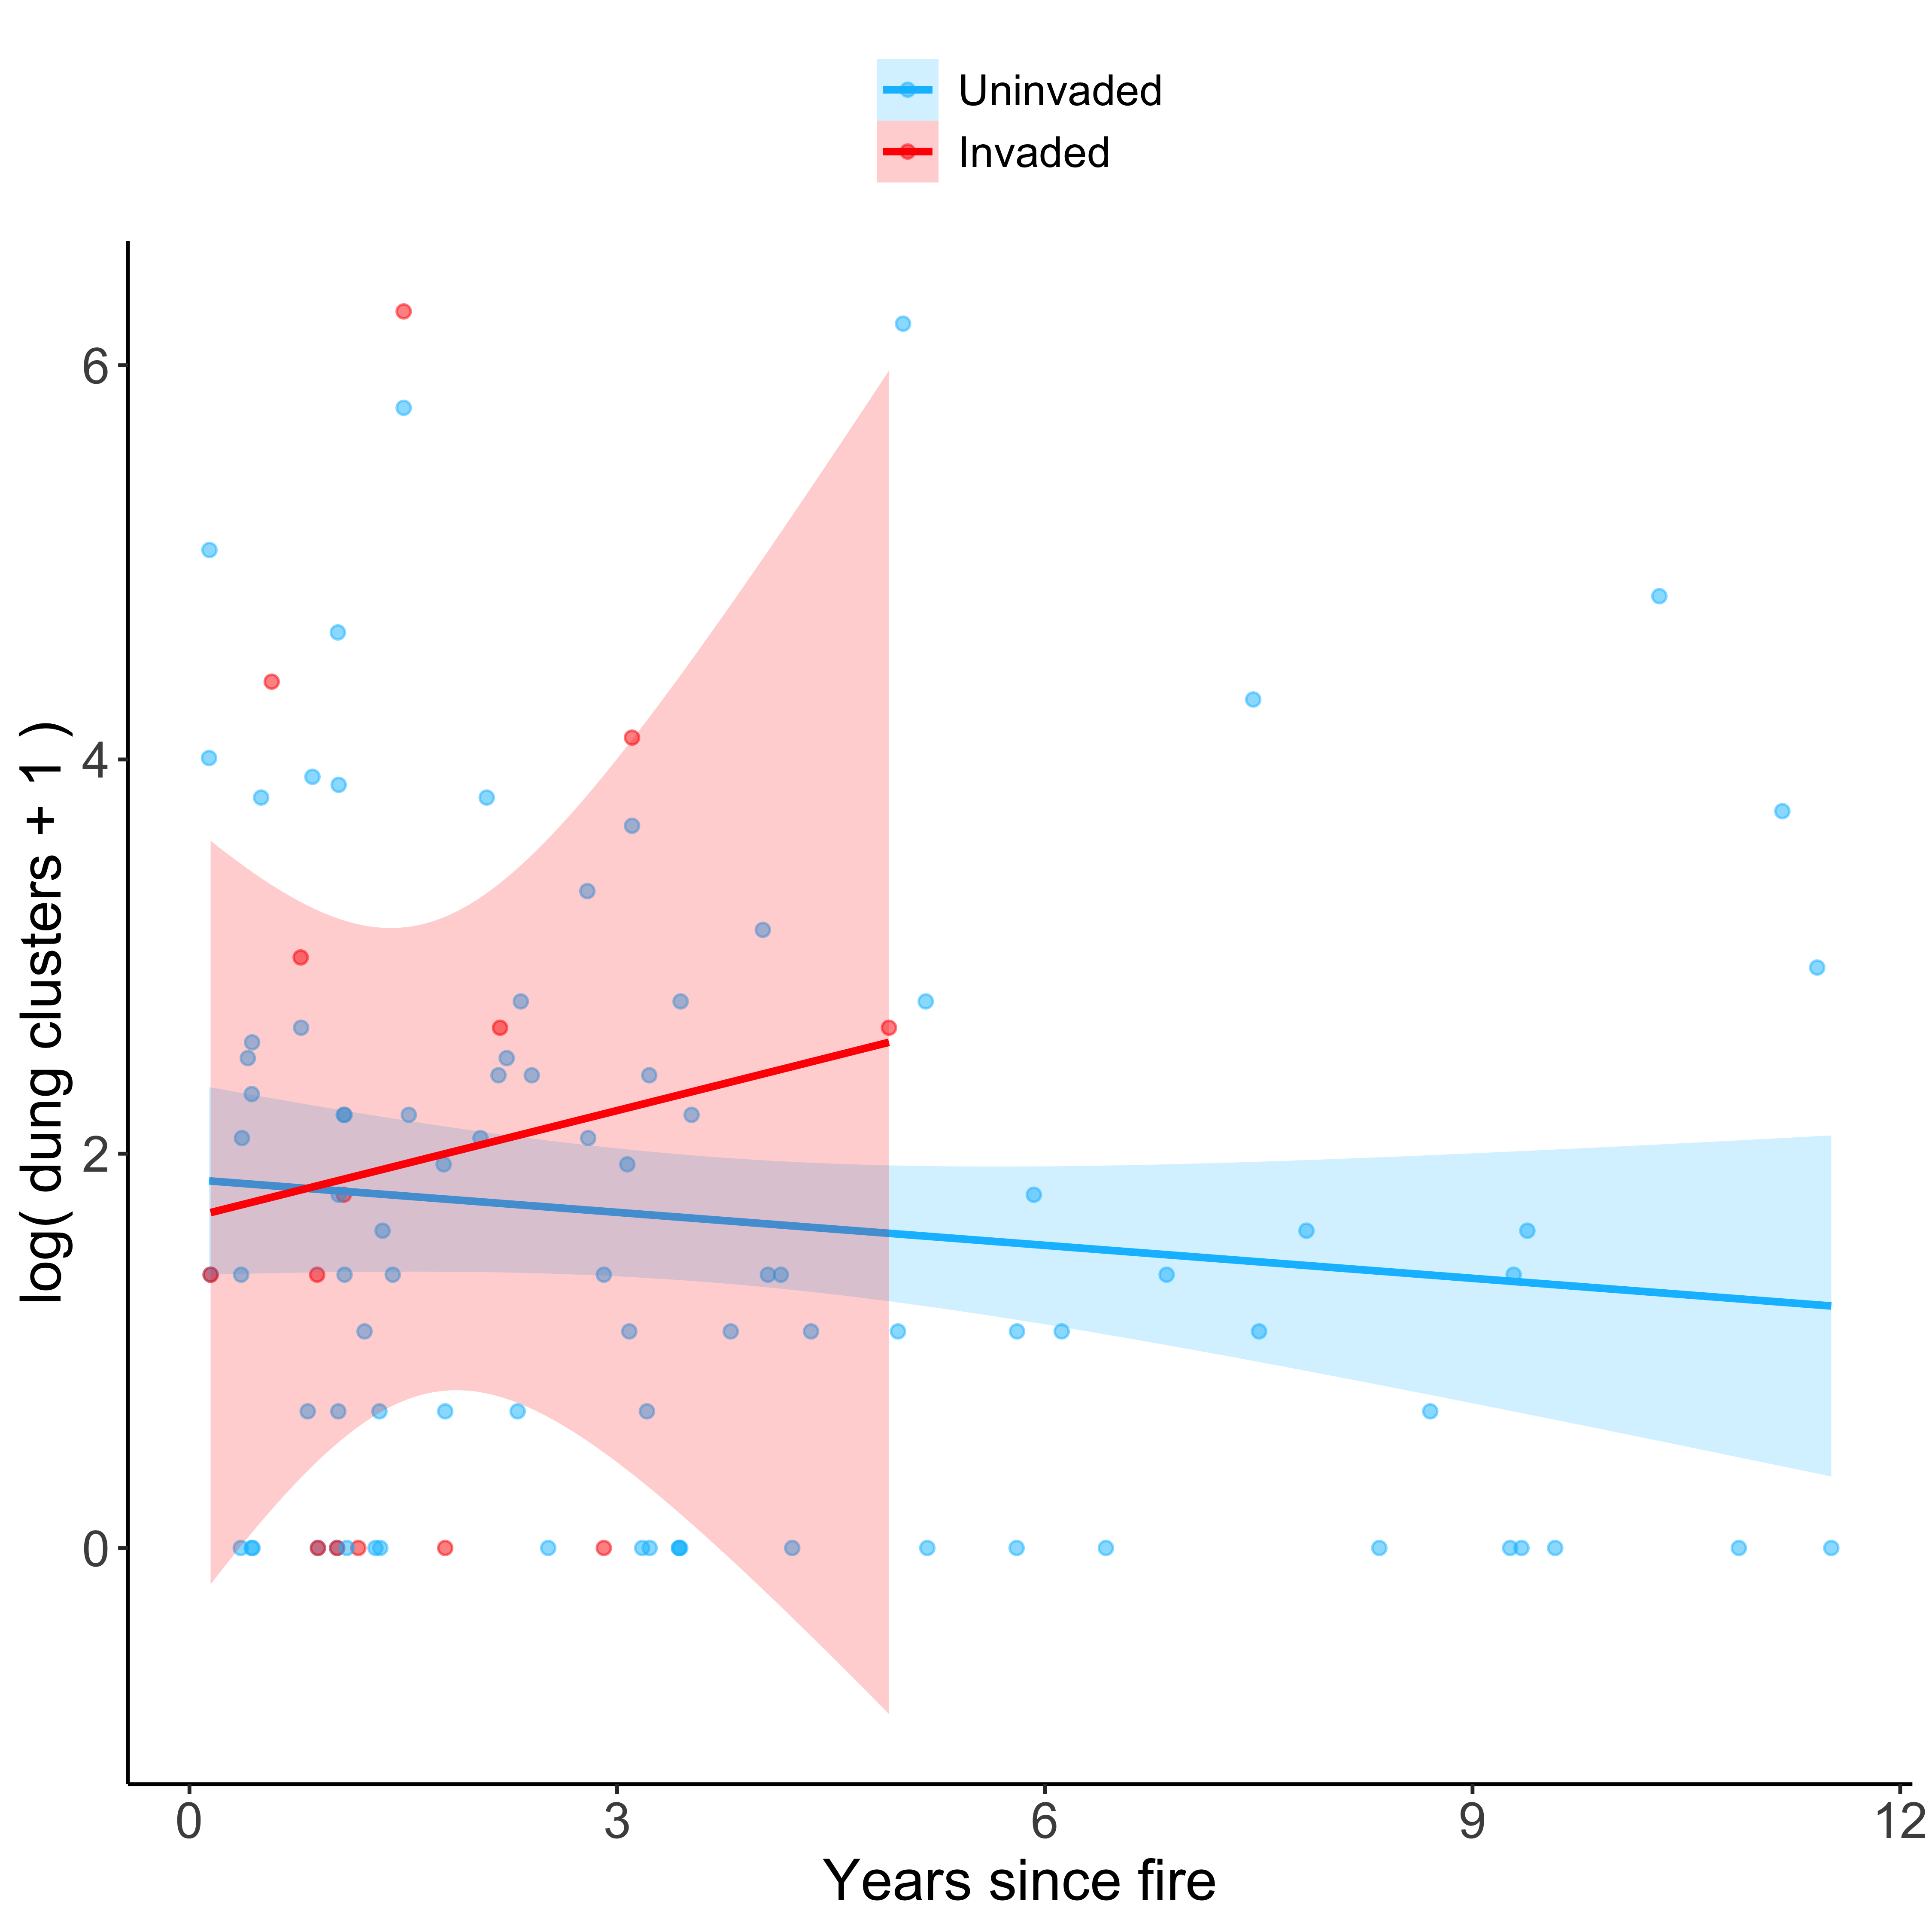 Uninvaded
Invaded
log( dung clusters + 1 )
6
4
2
0
0 3 6 9 12
Years since fire